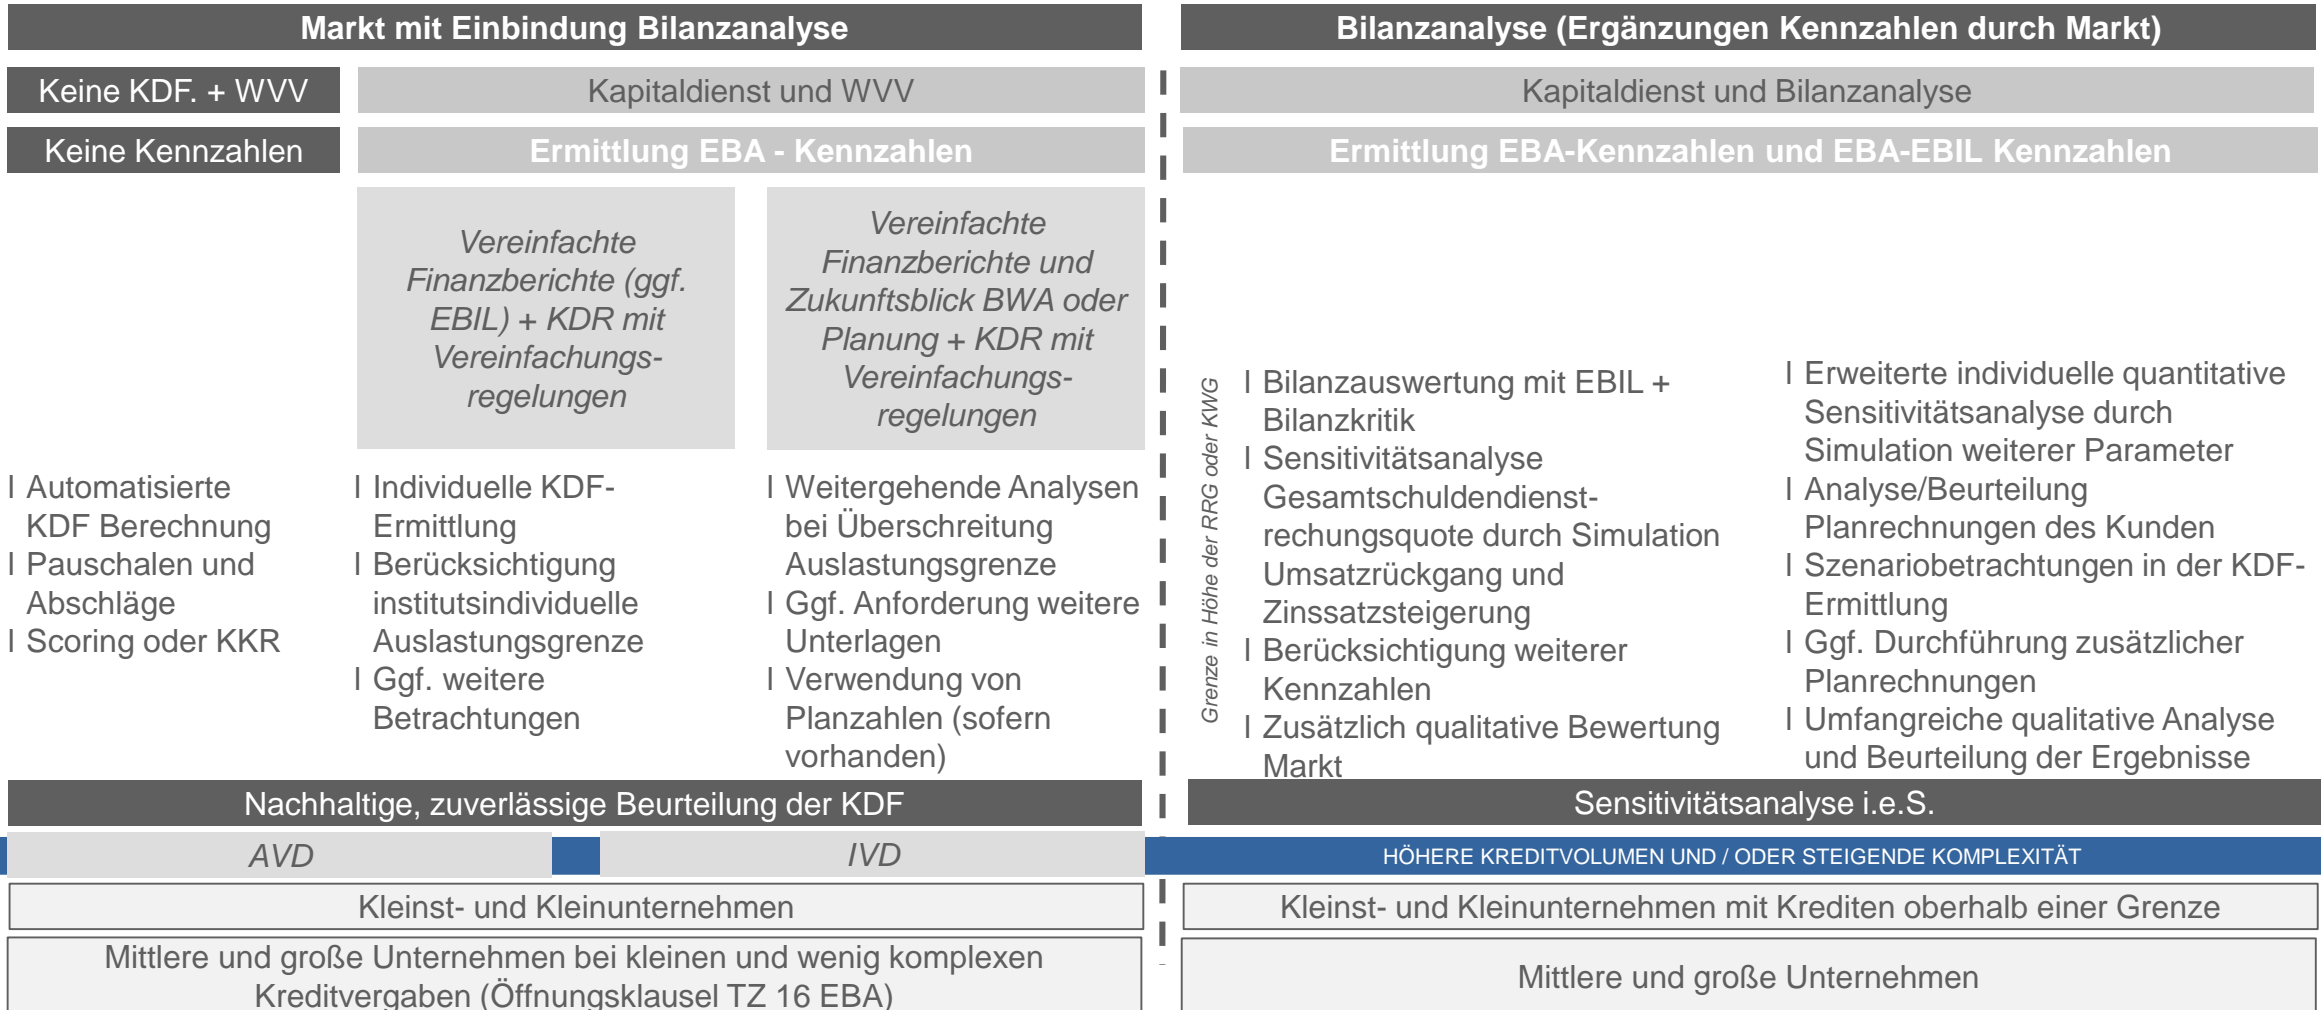 Markt mit Einbindung Bilanzanalyse
Bilanzanalyse (Ergänzungen Kennzahlen durch Markt)
Keine KDF. + WVV
Kapitaldienst und WVV
Kapitaldienst und Bilanzanalyse
Keine Kennzahlen
Ermittlung EBA - Kennzahlen
Ermittlung EBA-Kennzahlen und EBA-EBIL Kennzahlen
Vereinfachte
Finanzberichte (ggf.
EBIL) + KDR mit
Vereinfachungs-
regelungen
Vereinfachte
Finanzberichte und
Zukunftsblick BWA oder
Planung + KDR mit
Vereinfachungs-
regelungen
l Automatisierte
KDF Berechnung
l Pauschalen und
Abschläge
l Scoring oder KKR
l Individuelle KDF-
Ermittlung
l Berücksichtigung
institutsindividuelle
Auslastungsgrenze
l Ggf. weitere
Betrachtungen
l Weitergehende Analysen
bei Überschreitung
Auslastungsgrenze
l Ggf. Anforderung weitere
Unterlagen
l Verwendung von
Planzahlen (sofern
vorhanden)
Grenze in Höhe der RRG oder KWG
l Bilanzauswertung mit EBIL +
Bilanzkritik
l Sensitivitätsanalyse
Gesamtschuldendienst-
rechungsquote durch Simulation
Umsatzrückgang und
Zinssatzsteigerung
l Berücksichtigung weiterer
Kennzahlen
l Zusätzlich qualitative Bewertung
Markt
l Erweiterte individuelle quantitative
Sensitivitätsanalyse durch
Simulation weiterer Parameter
l Analyse/Beurteilung
Planrechnungen des Kunden
l Szenariobetrachtungen in der KDF-
Ermittlung
l Ggf. Durchführung zusätzlicher
Planrechnungen
l Umfangreiche qualitative Analyse
und Beurteilung der Ergebnisse
Nachhaltige, zuverlässige Beurteilung der KDF
Sensitivitätsanalyse i.e.S.
AVD
IVD
HÖHERE KREDITVOLUMEN UND / ODER STEIGENDE KOMPLEXITÄT
Kleinst- und Kleinunternehmen
Kleinst- und Kleinunternehmen mit Krediten oberhalb einer Grenze
Mittlere und große Unternehmen bei kleinen und wenig komplexen
Kreditvergaben (Öffnungsklausel TZ 16 EBA)
Mittlere und große Unternehmen